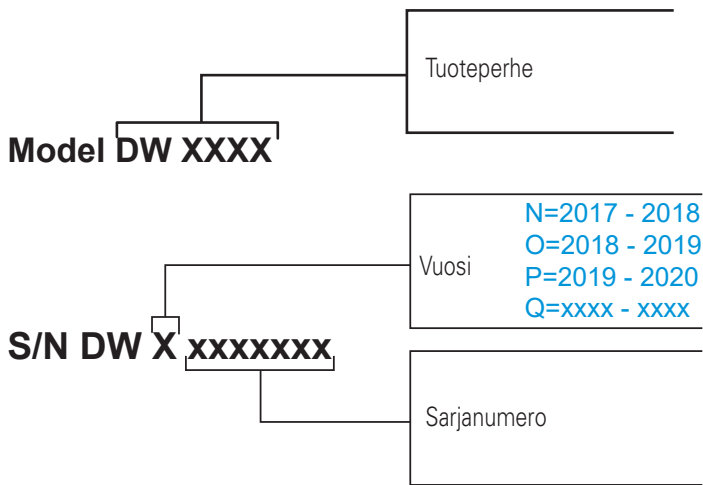 Tuoteperhe
Model DW XXXX
N=2017 - 2018
O=2018 - 2019
Vuosi
P=2019 - 2020
Q=xxxx - xxxx
S/N DW X xxxxxxx
Sarjanumero